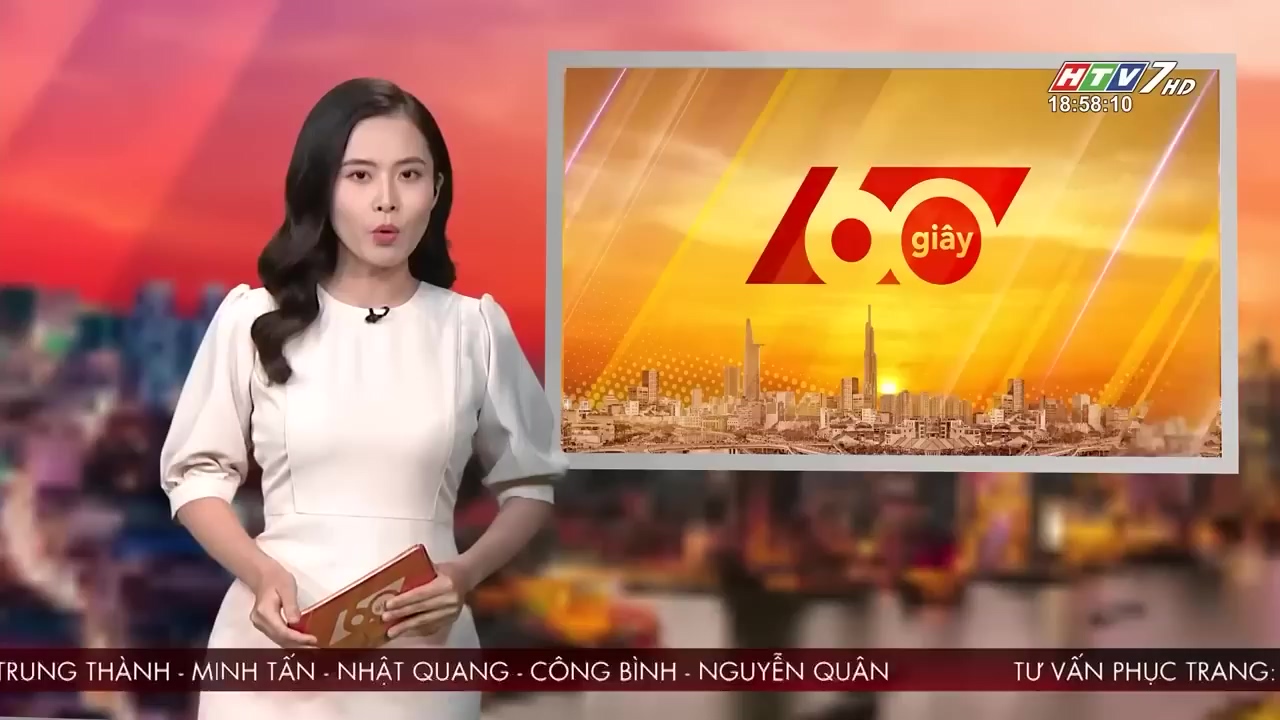 HTV7 HD
18:58:10
60
giây
60
TRUNG THÀNH - MINH TẤN - NHẬT QUANG - CÔNG BÌNH - NGUYỄN QUÂN TƯ VẤN PHỤC TRANG: